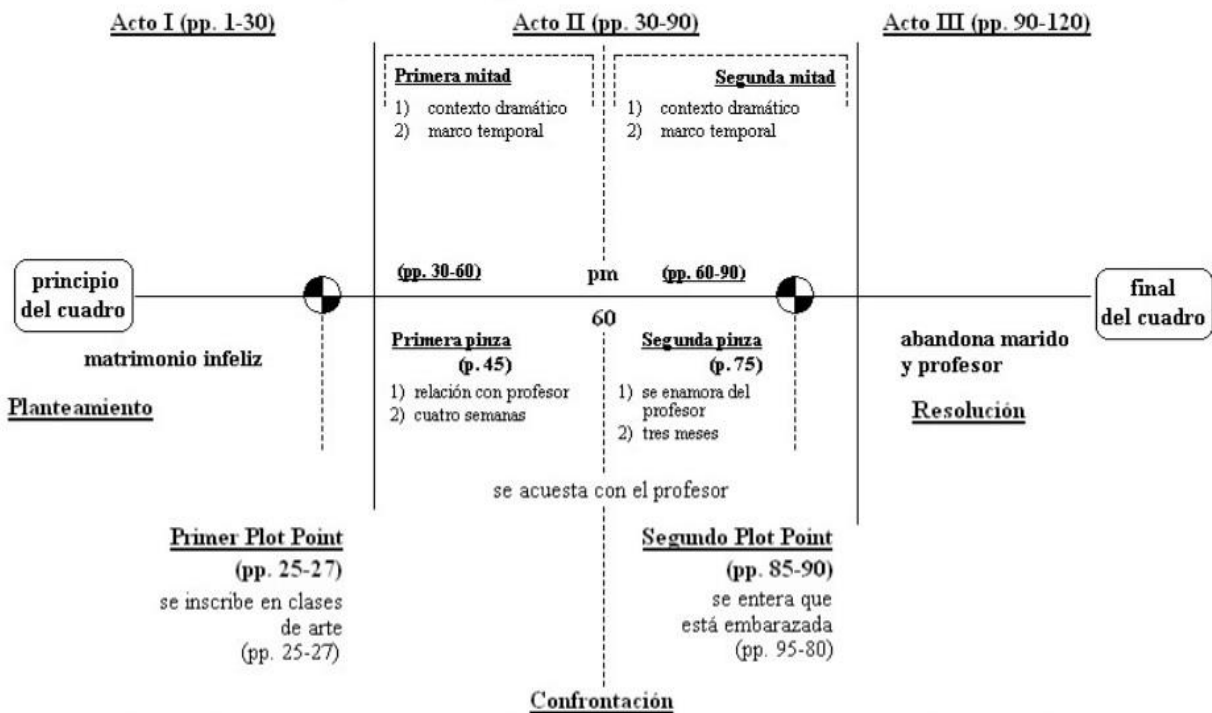 Acto I (pp. 1-30)
Acto II (pp. 30-90)
Acto III (pp. 90-120)
Primera mitad
1) contexto dramático
2) marco temporal
Segunda mitad
1) contexto dramático
2) marco temporal
principio
del cuadro
(pp. 30-60)
pm
(pp. 60-90)
final
del cuadro
60
matrimonio infeliz
Primera pinza
(p. 45)
1) relación con profesor
2) cuatro semanas
Segunda pinza
(p. 75)
1) se enamora del
profesor
2) tres meses
abandona marido
y profesor
Planteamiento
Resolución
se acuesta con el profesor
Primer Plot Point
(pp. 25-27)
se inscribe en clases
de arte
(pp. 25-27)
Segundo Plot Point
(pp. 85-90)
se entera que
está embarazada
(pp. 95-80)
Confrontación